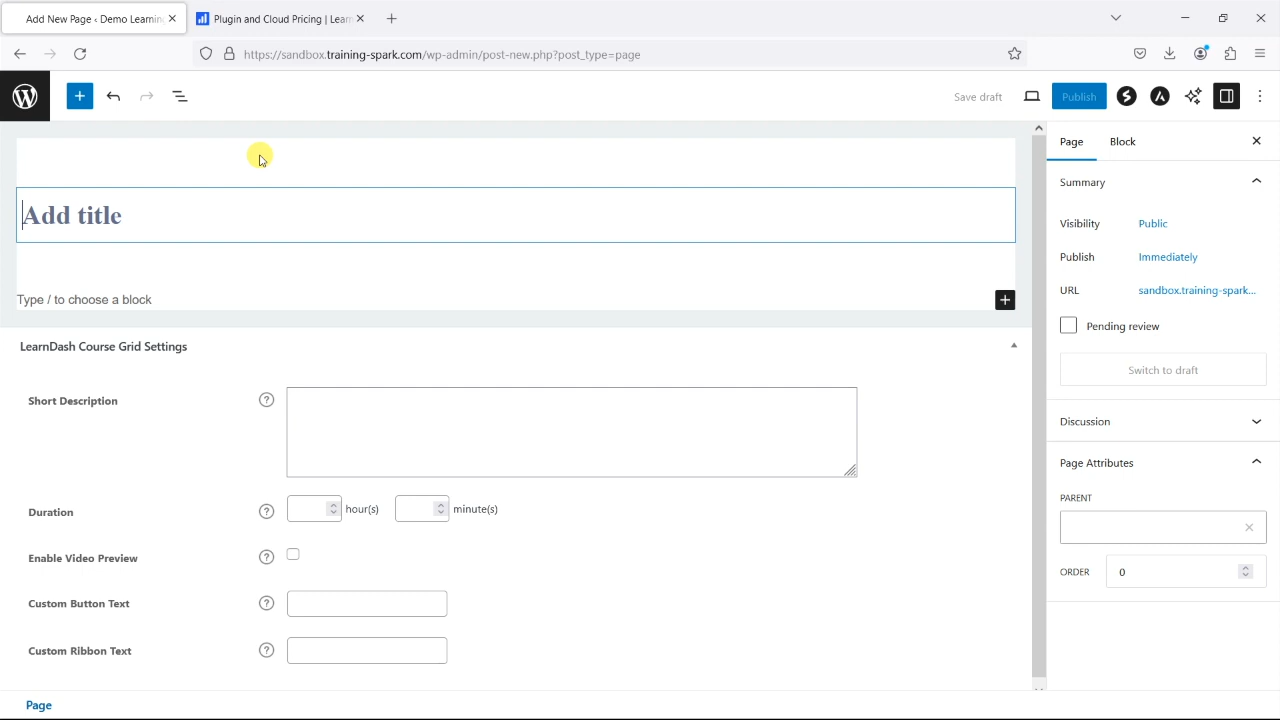 Add New Page ‹ Demo Learnin
Plugin and Cloud Pricing | Learn
https://sandbox.training-spark.com/wp-admin/post-new.php?post_type=page
Save draft
Publish
Add title
Type / to choose a block
LearnDash Course Grid Settings
Short Description
Duration
hour(s)
minute(s)
Enable Video Preview
Custom Button Text
Custom Ribbon Text
Page
Page
Block
Summary
Visibility
Public
Publish
Immediately
URL
sandbox.training-spark...
Pending review
Switch to draft
Discussion
Page Attributes
PARENT
ORDER
0